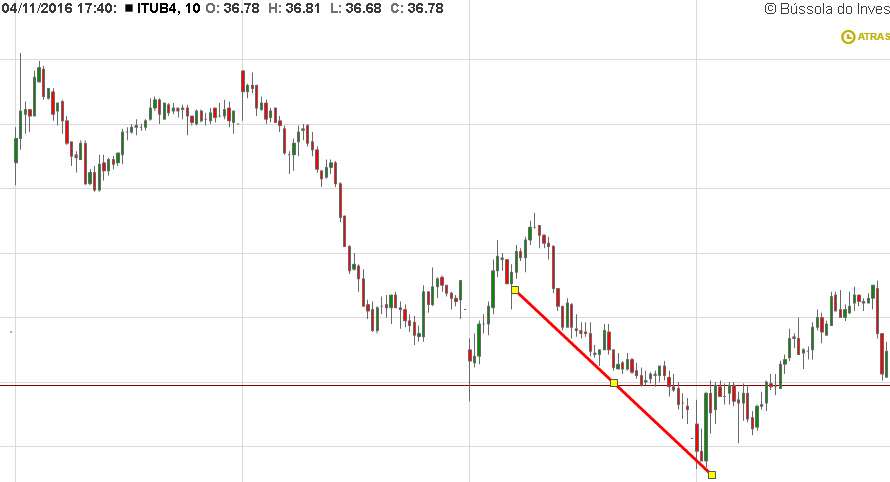 04/11/2016 17:40: ■ ITUB4, 10 O: 36.78 H: 36.81 L: 36.68 C: 36.78
© Bússola do Inves
ATRAS